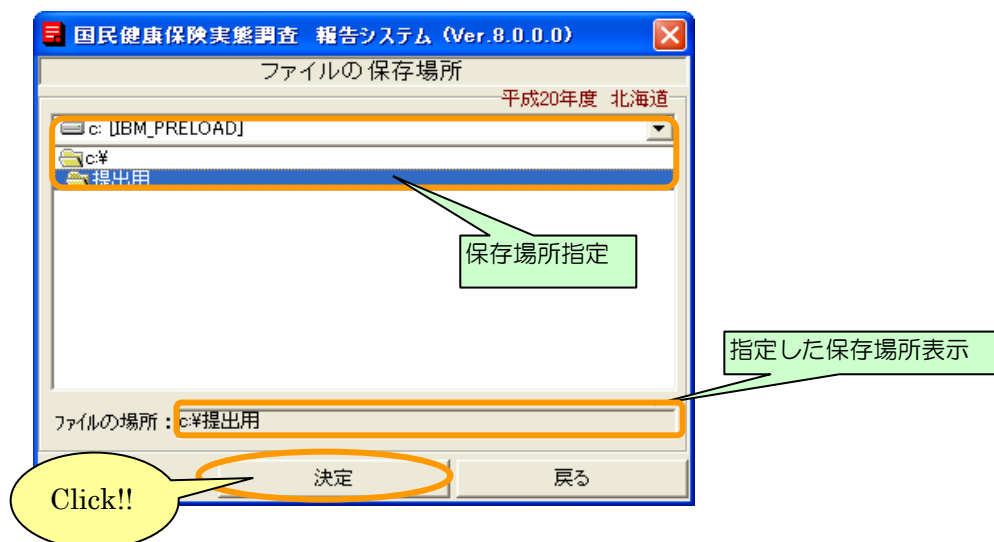 国民健康保険実態調査 報告システム (Ver.8.0.0.0)
ファイルの保存場所
平成20年度 北海道
c: [IBM_PRELOAD]
c:¥
提出用
保存場所指定
指定した保存場所表示
ファイルの場所：c:¥提出用
決定
戻る
Click!!